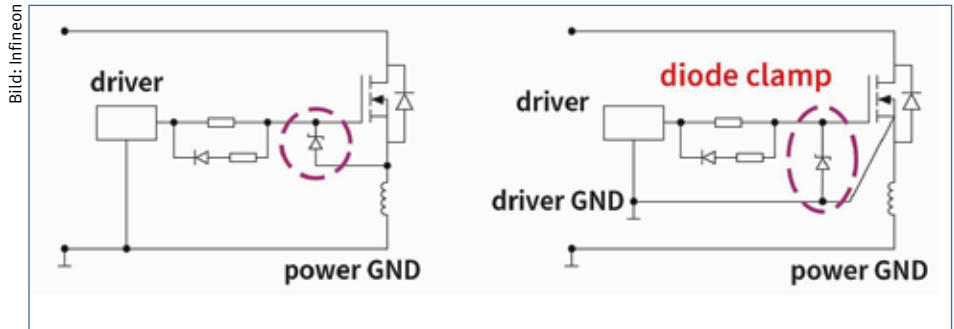 Bild: Infineon
driver
power GND
diode clamp
driver
driver GND
power GND